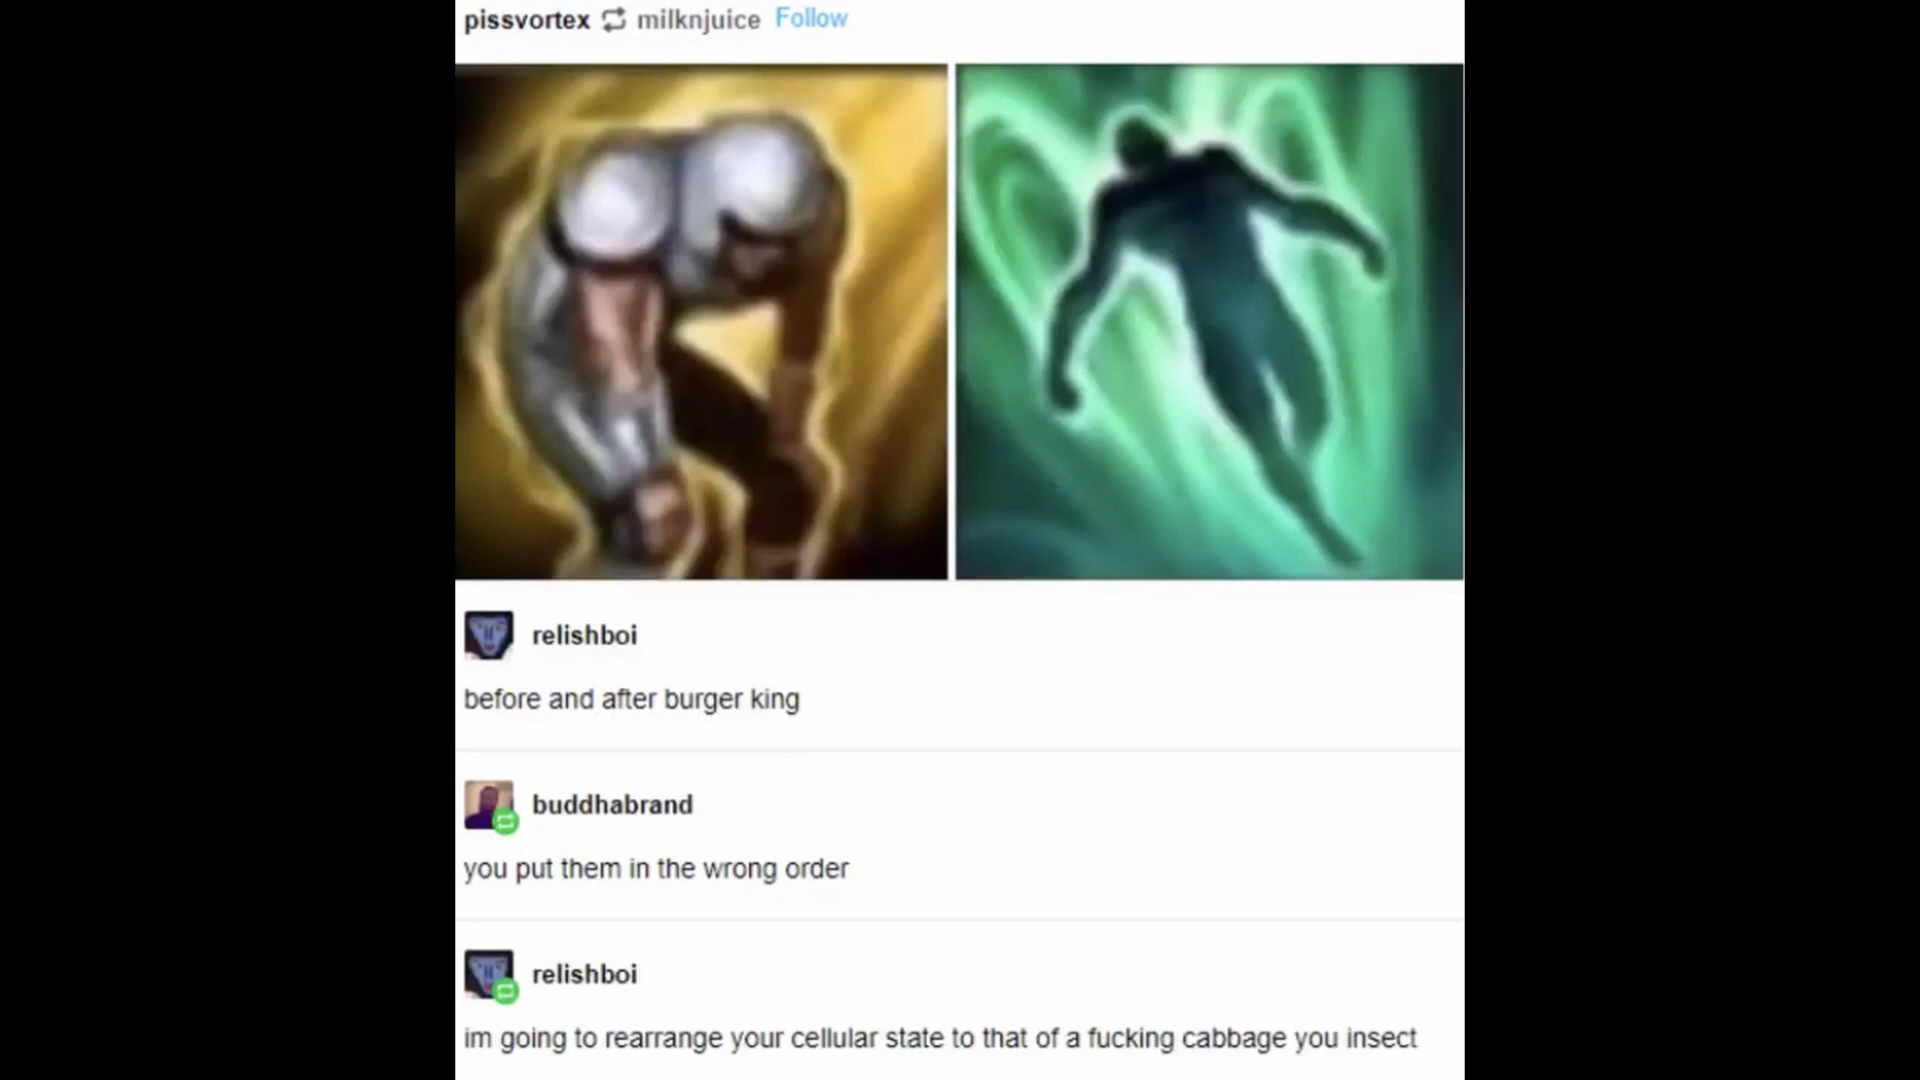 pissvortex milknjuice Follow
relishboi
before and after burger king
buddhabrand
you put them in the wrong order
relishboi
im going to rearrange your cellular state to that of a fucking cabbage you insect